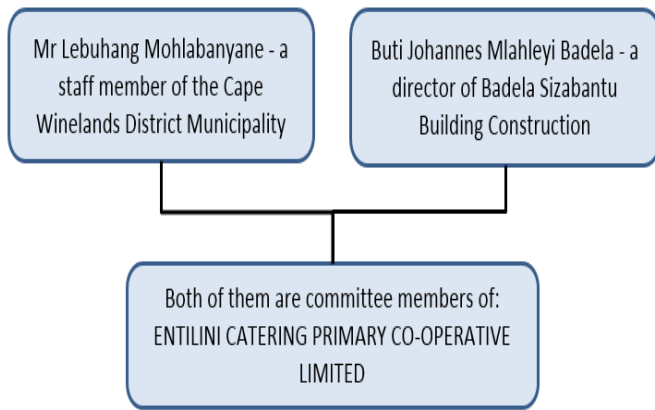 Mr Lebuhang Mohlabanyane - a
staff member of the Cape
Winelands District Municipality
Buti Johannes Mlahleyi Badela - a
director of Badela Sizabantu
Building Construction
Both of them are committee members of:
ENTILINI CATERING PRIMARY CO-OPERATIVE
LIMITED